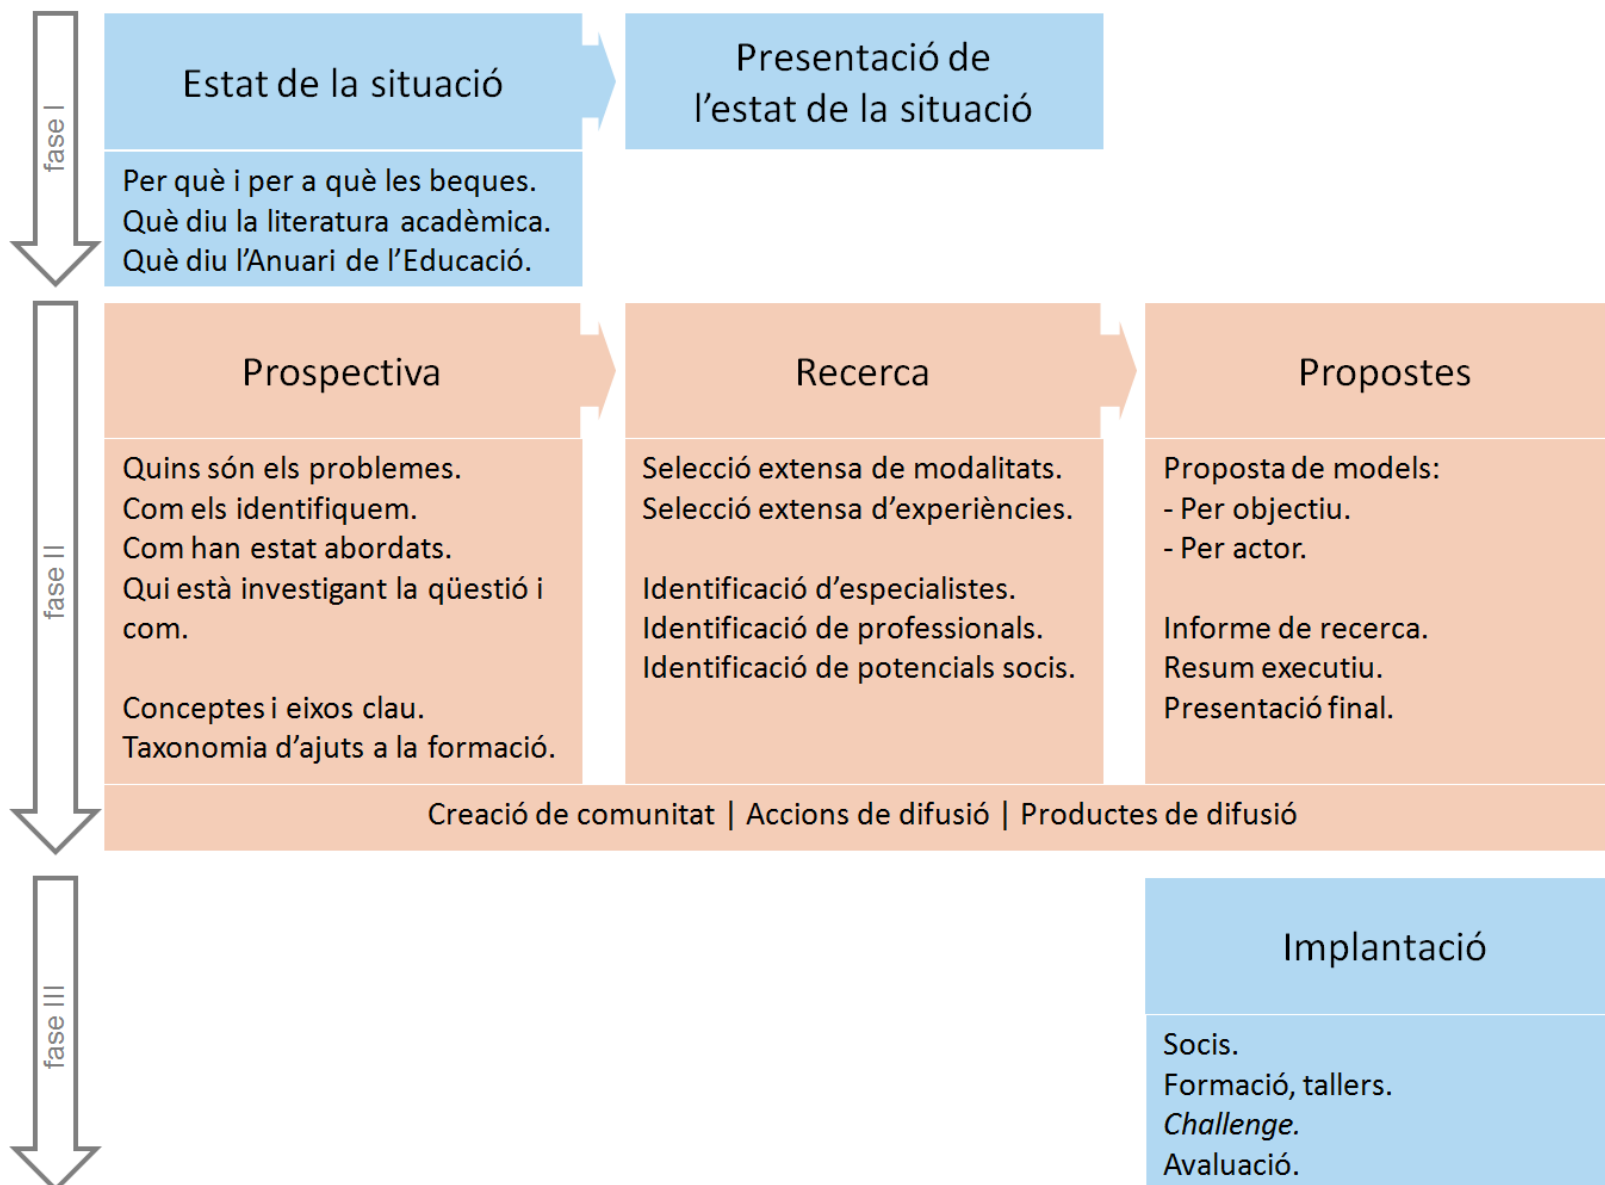 fase I
Estat de la situació
Presentació de
l’estat de la situació
Per què i per a què les beques.
Què diu la literatura acadèmica.
Què diu l’Anuari de l’Educació.
fase II
Prospectiva
Recerca
Propostes
Quins són els problemes.
Com els identifiquem.
Com han estat abordats.
Qui està investigant la qüestió i
com.
Conceptes i eixos clau.
Taxonomia d’ajuts a la formació.
Selecció extensa de modalitats.
Selecció extensa d’experiències.
Identificació d’especialistes.
Identificació de professionals.
Identificació de potencials socis.
Proposta de models:
- Per objectiu.
- Per actor.
Informe de recerca.
Resum executiu.
Presentació final.
Creació de comunitat | Accions de difusió | Productes de difusió
fase III
Implantació
Socis.
Formació, tallers.
Challenge.
Avaluació.